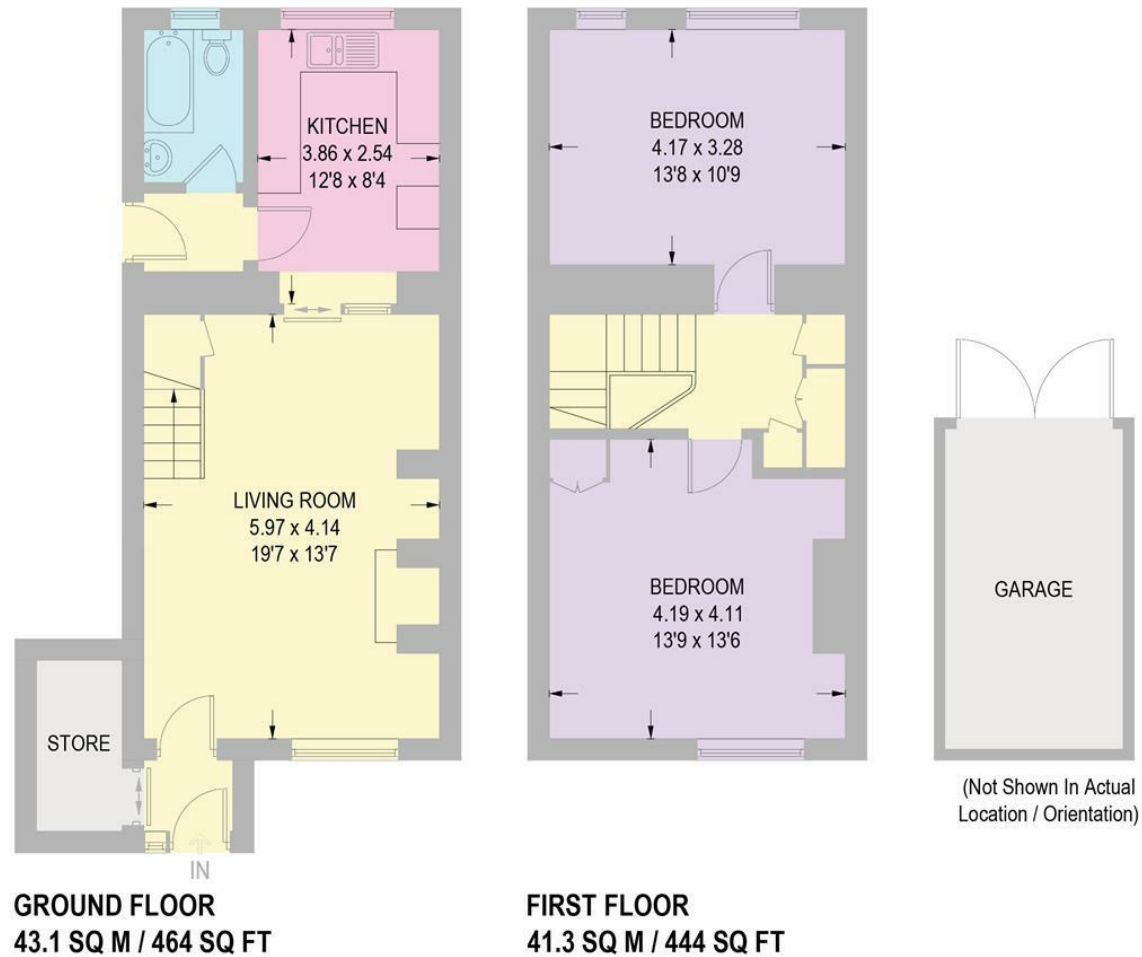 KITCHEN
3.86 x 2.54
12'8 x 8'4
LIVING ROOM
5.97 x 4.14
19'7 x 13'7
STORE
IN
GROUND FLOOR
43.1 SQ M / 464 SQ FT
BEDROOM
4.17 x 3.28
13'8 x 10'9
BEDROOM
4.19 x 4.11
13'9 x 13'6
FIRST FLOOR
41.3 SQ M / 444 SQ FT
GARAGE
(Not Shown In Actual
Location / Orientation)